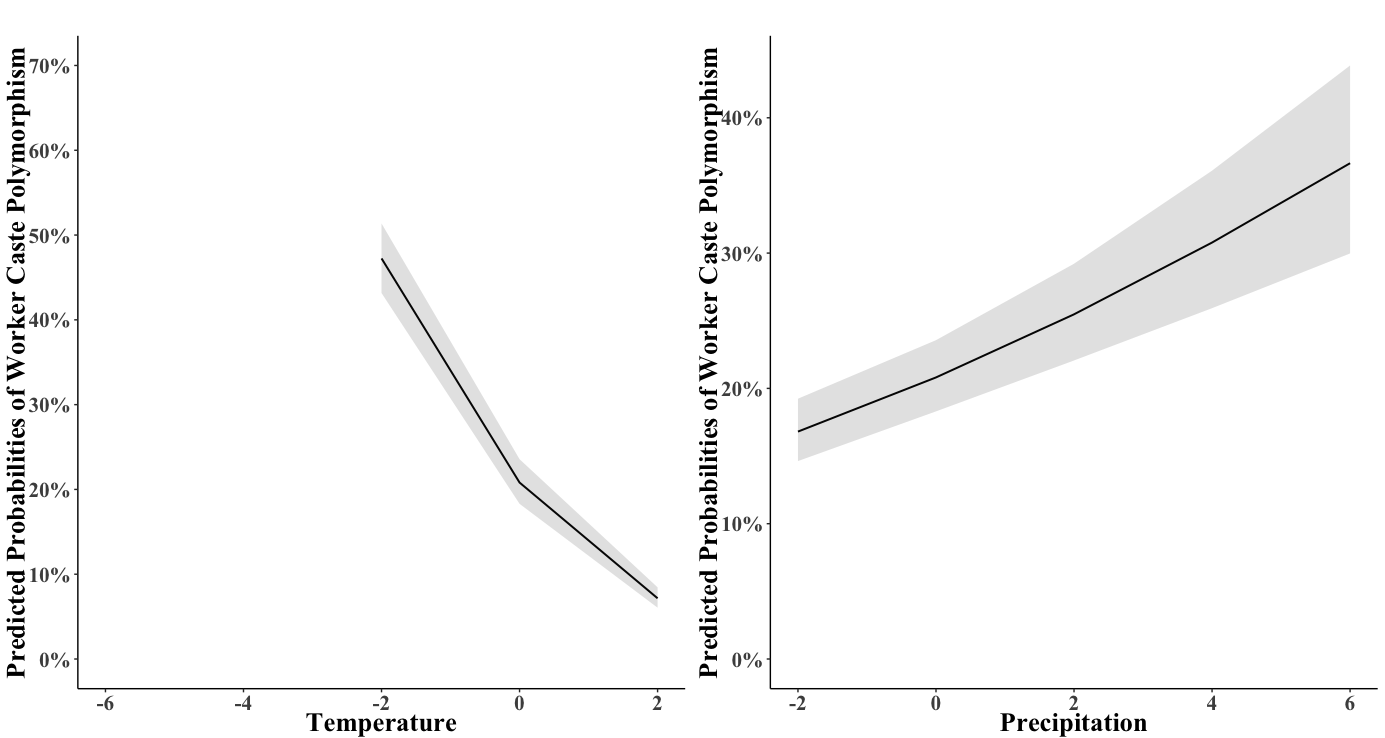 Predicted Probabilities of Worker Caste Polymorphism
70%
60%
50%
40%
30%
20%
10%
0%
-6 -4 -2 0 2
Temperature
Predicted Probabilities of Worker Caste Polymorphism
40%
30%
20%
10%
0%
-2 0 2 4 6
Precipitation